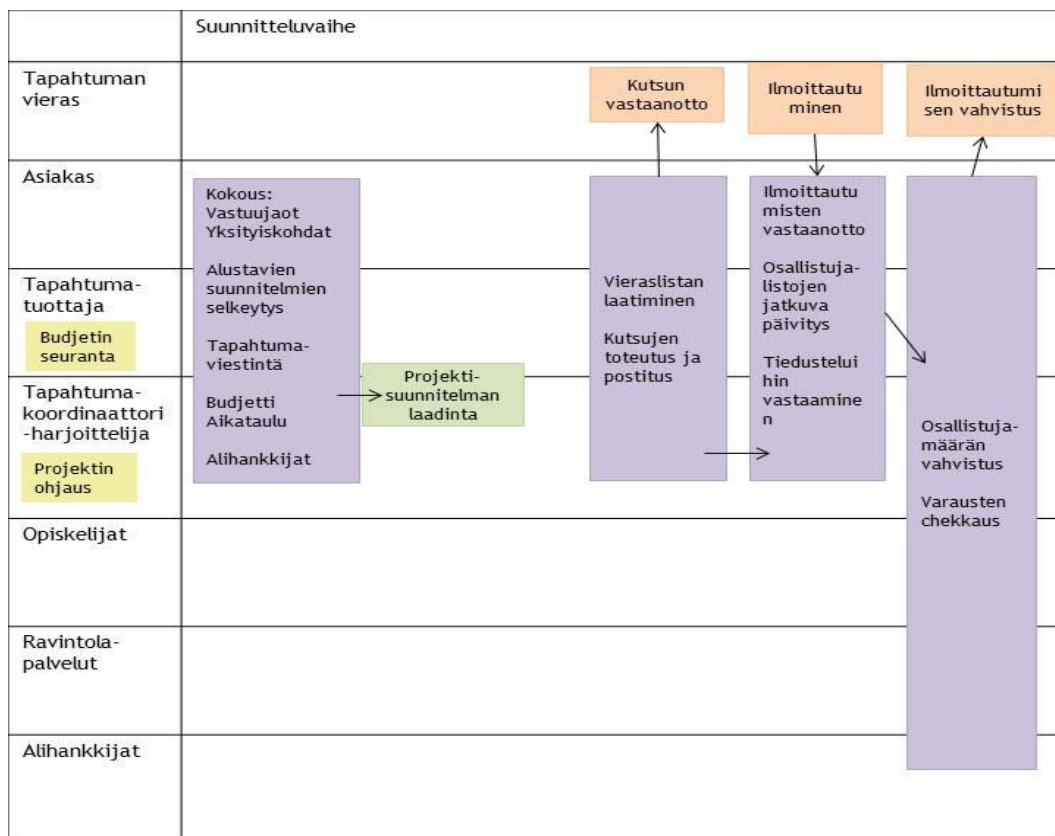 Suunnitteluvaihe
Tapahtuman
vieras
Kutsun
vastaanotto
Ilmoittautu
minen
Ilmoittautumi
sen vahvistus
Asiakas
Kokous:
Vastuujaot
Yksityiskohdat
Alustavien
suunnitelmien
selkeytys
Tapahtuma-
viestintä
Budjetti
Aikataulu
Alihankkijat
Projekti-
suunnitelman
laadinta
Vieraslistan
laatiminen
Kutsujen
toteutus ja
postitus
Ilmoittautu
misten
vastaanotto
Osallistuja-
listojen
jatkuva
päivitys
Tiedustelui
hin
vastaamine
n
Osallistuja-
määrän
vahvistus
Varausten
chekkaus
Tapahtuma-
tuottaja
Budjetin
seuranta
Tapahtuma-
koordinaattori
-harjoittelija
Projektin
ohjaus
Opiskelijat
Ravintola-
palvelut
Alihankkijat